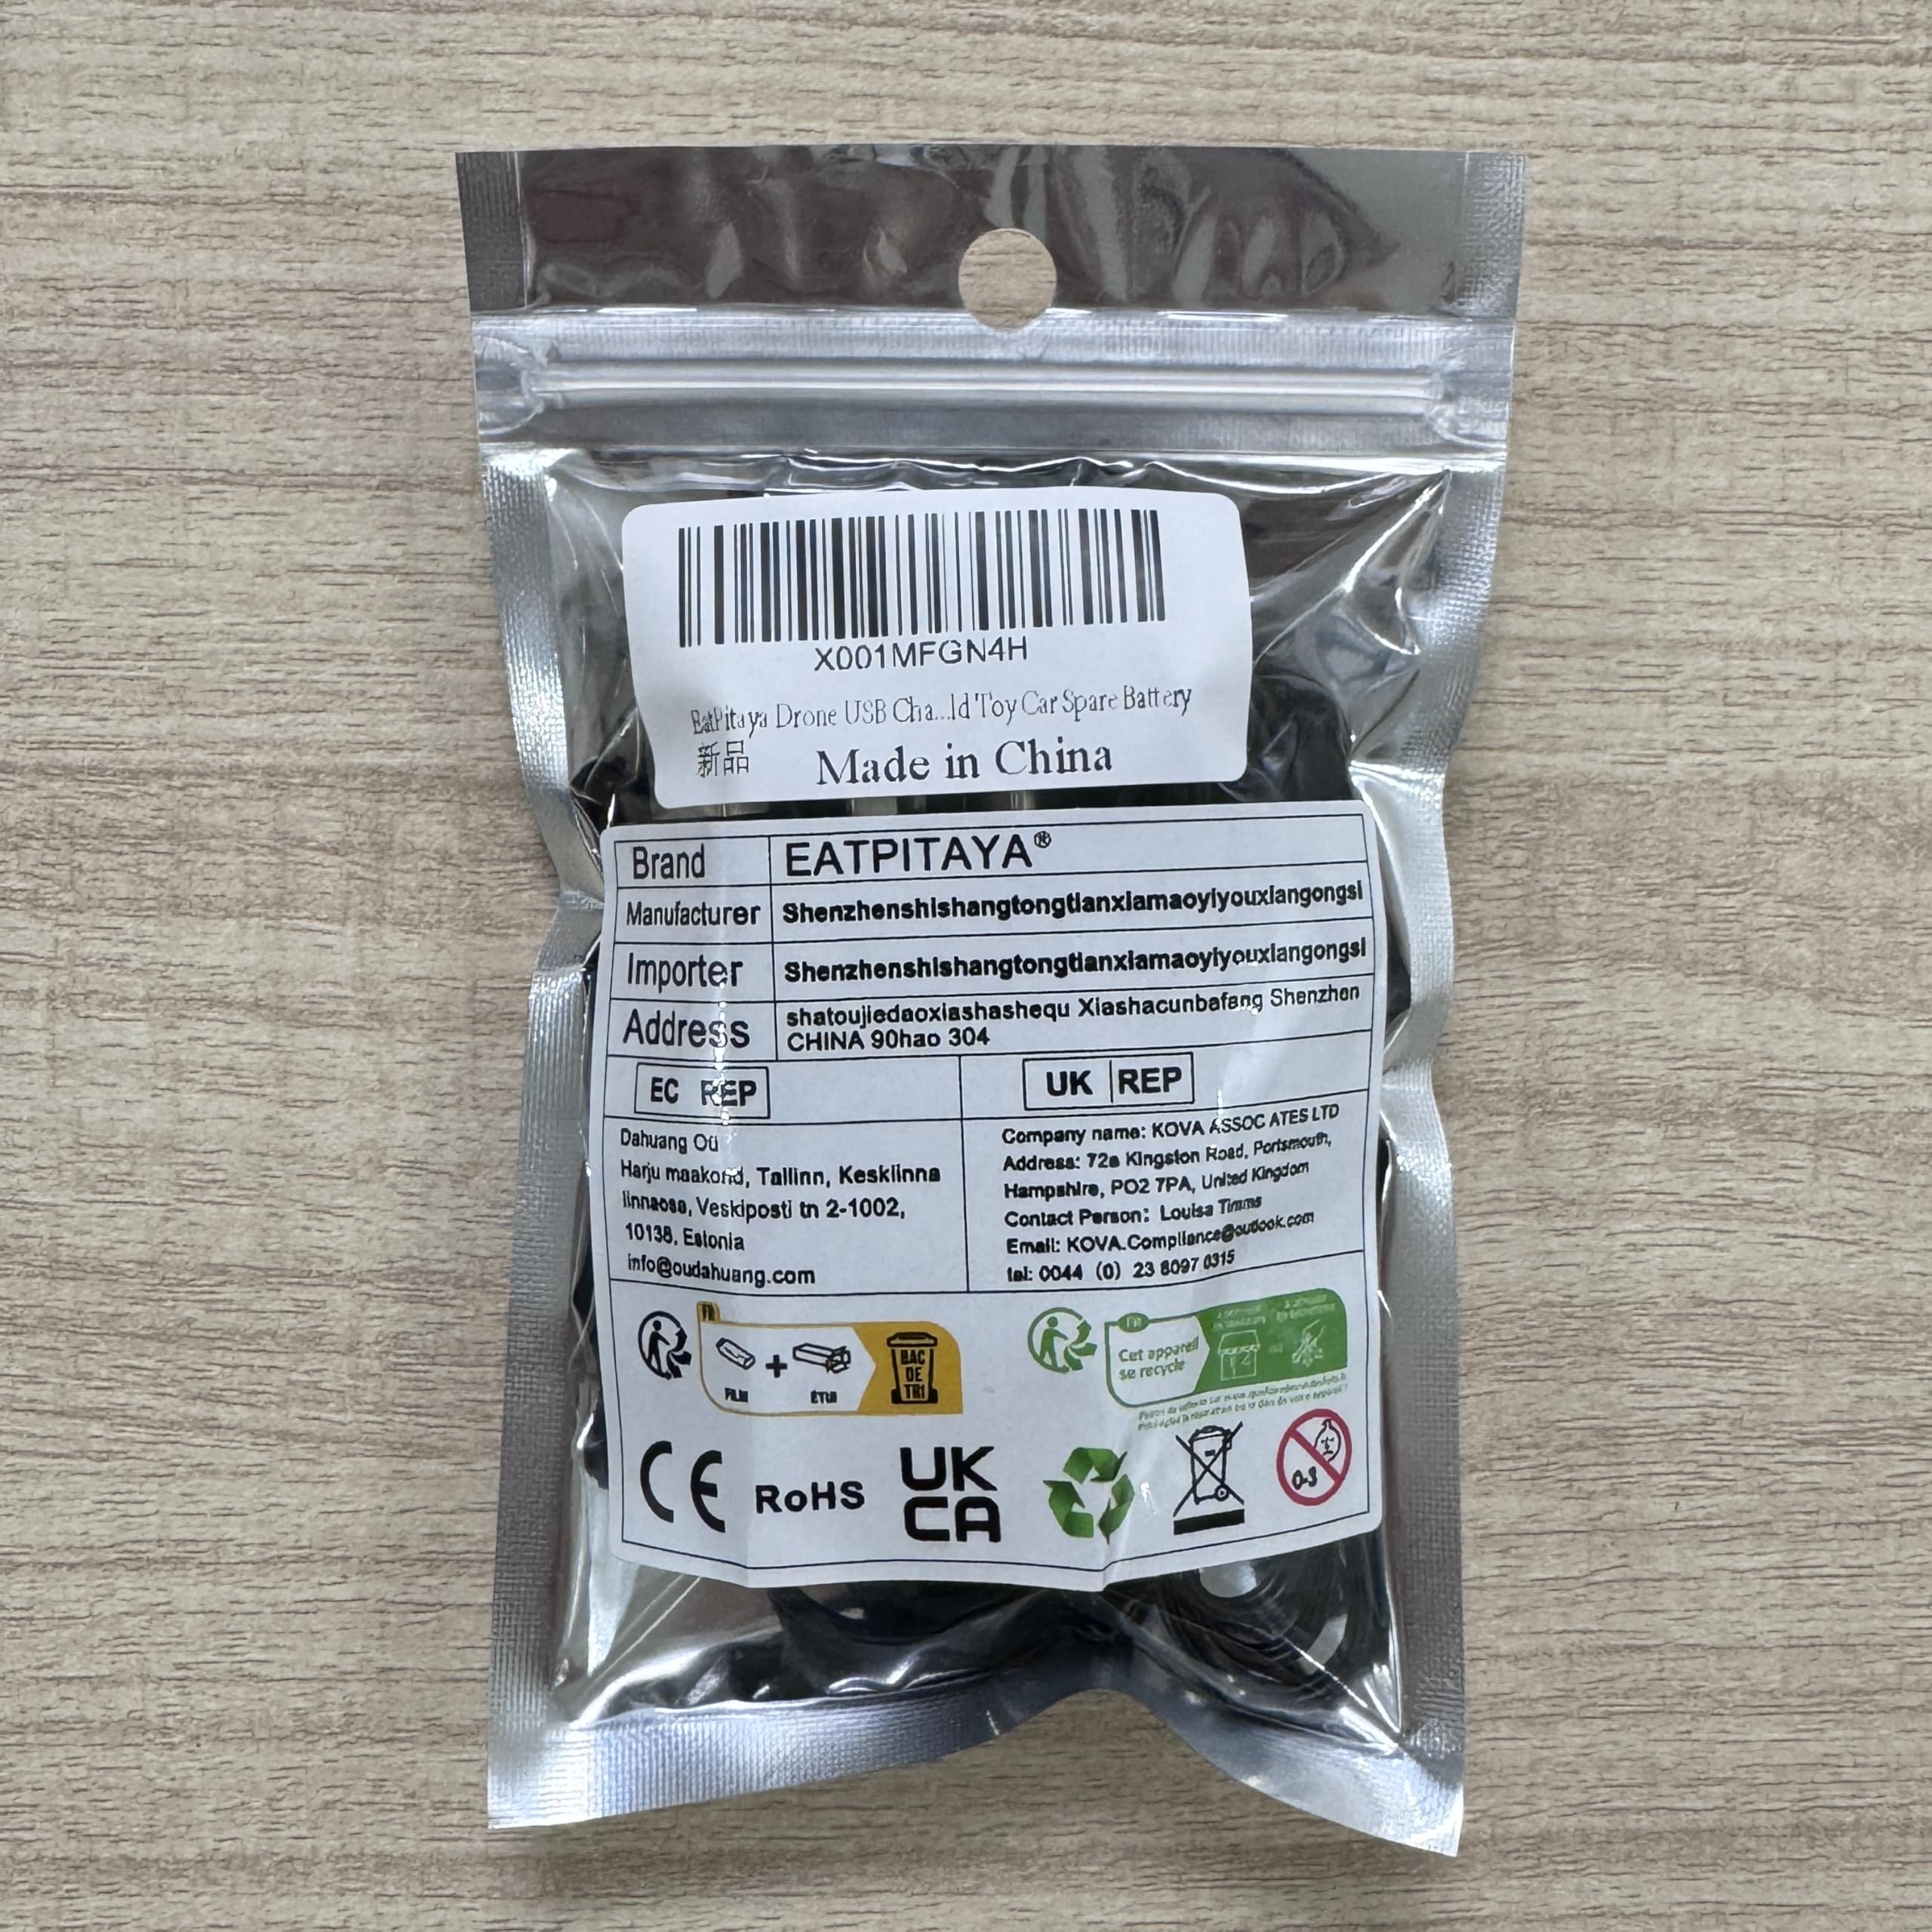 X001MFGN4H
EatPitaya Drone USB Cha...ld Toy Car Spare Battery
新品 Made in China
Brand EATPITAYA®
Manufacturer Shenzhenshishangtongtianxiamaoyiyouxiangongsi
Importer Shenzhenshishangtongtianxiamaoyiyouxiangongsi
Address shatoujiedaoxiashashequ Xiashacunbafang Shenzhen
CHINA 90hao 304
EC REP
Dahuang OÜ
Harju maakond, Tallinn, Kesklinna
linnaosa, Veskiposti tn 2-1002,
10138, Estonia
info@oudahuang.com
UK REP
Company name: KOVA ASSOC ATES LTD
Address: 72a Kingston Road, Portsmouth,
Hampshire, PO2 7PA, United Kingdom
Contact Person: Louisa Timms
Email: KOVA.Compliance@outlook.com
tel: 0044 (0) 23 8097 0315
FR
FILM + ÉTUI
BAC
DE
TRI
FR
Cet appareil
se recycle
CE RoHS UK
CA
0-3